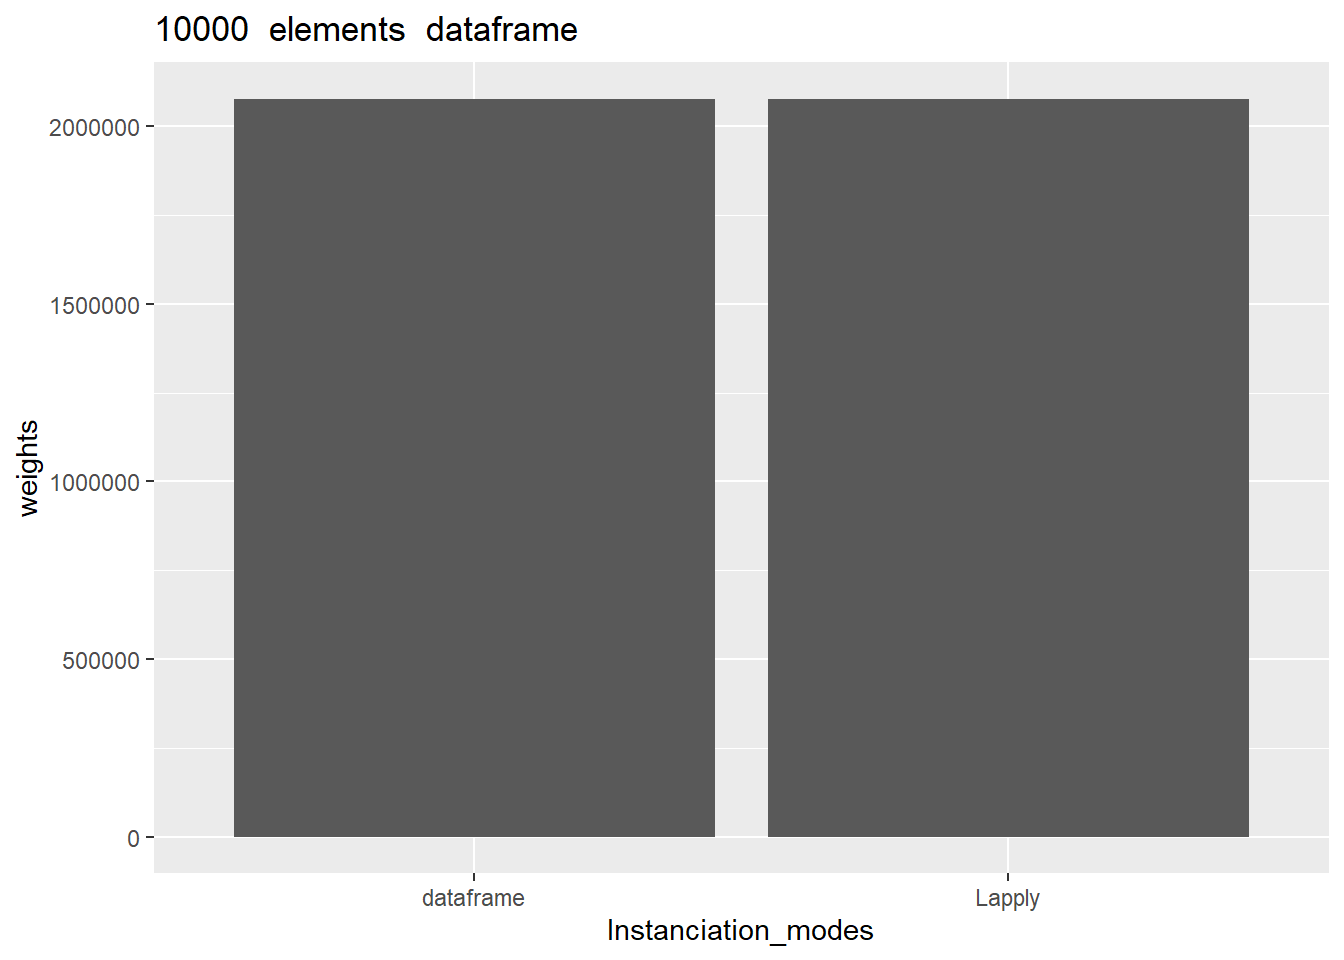 10000 elements dataframe
2000000
1500000
1000000
500000
0
weights
dataframe
Lapply
Instanciation_modes